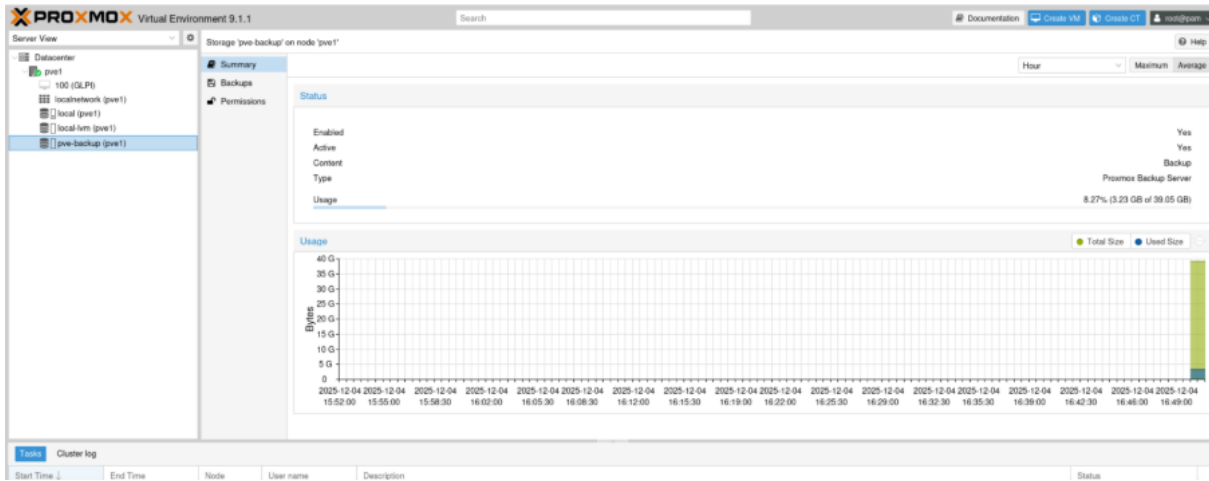 PROXMOX Virtual Environment 9.1.1 Search Documentation Create VM Create CT root@pam
Server View
Storage 'pve-backup' on node 'pve1' Help
Datacenter
pve1
100 (GLPI)
localnetwork (pve1)
local (pve1)
local-lvm (pve1)
pve-backup (pve1)
Summary
Backups
Permissions
Hour Maximum Average
Status
Enabled Yes
Active Yes
Content Backup
Type Proxmox Backup Server
Usage 8.27% (3.23 GB of 39.05 GB)
Usage Total Size Used Size
Bytes
40 G
35 G
30 G
25 G
20 G
15 G
10 G
5 G
0
2025-12-04 2025-12-04 2025-12-04 2025-12-04 2025-12-04 2025-12-04 2025-12-04 2025-12-04 2025-12-04 2025-12-04 2025-12-04 2025-12-04 2025-12-04 2025-12-04 2025-12-04 2025-12-04 2025-12-04 2025-12-04
15:52:00 15:55:00 15:58:30 16:02:00 16:05:30 16:08:30 16:12:00 16:15:30 16:19:00 16:22:00 16:25:30 16:29:00 16:32:30 16:35:30 16:39:00 16:42:30 16:46:00 16:49:00
Tasks Cluster log
Start Time End Time Node User name Description Status